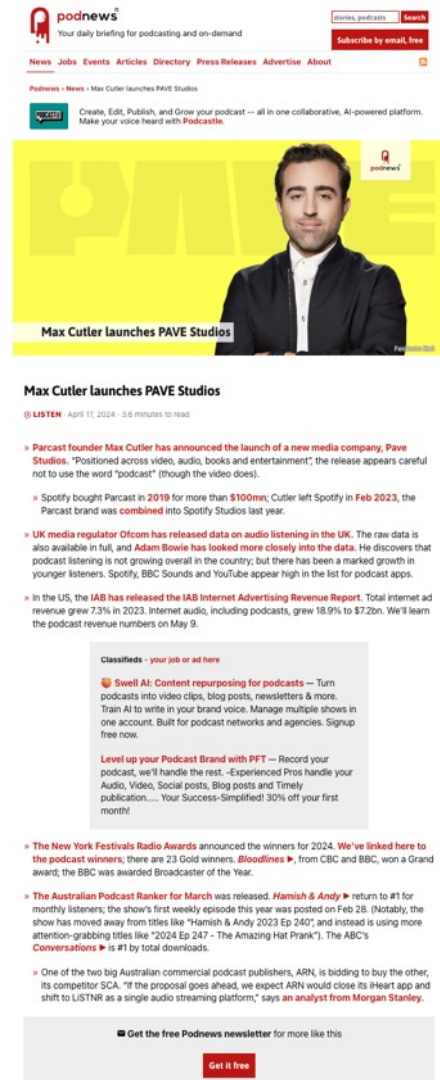 podnews
Your daily briefing for podcasting and on-demand
stories, podcasts
Search
Subscribe by email, free
News Jobs Events Articles Directory Press Releases Advertise About
Podnews › News › Max Cutler launches PAVE Studios
PODCASTLE
Create, Edit, Publish, and Grow your podcast -- all in one collaborative, AI-powered platform.
Make your voice heard with Podcastle.
PAVE
podnews
Max Cutler launches PAVE Studios
Max Cutler launches PAVE Studios
LISTEN · April 17, 2024 · 3.6 minutes to read
» Parcast founder Max Cutler has announced the launch of a new media company, Pave
Studios. “Positioned across video, audio, books and entertainment”, the release appears careful
not to use the word “podcast” (though the video does).
» Spotify bought Parcast in 2019 for more than $100mn; Cutler left Spotify in Feb 2023, the
Parcast brand was combined into Spotify Studios last year.
» UK media regulator Ofcom has released data on audio listening in the UK. The raw data is
also available in full, and Adam Bowie has looked more closely into the data. He discovers that
podcast listening is not growing overall in the country; but there has been a marked growth in
younger listeners. Spotify, BBC Sounds and YouTube appear high in the list for podcast apps.
» In the US, the IAB has released the IAB Internet Advertising Revenue Report. Total internet ad
revenue grew 7.3% in 2023. Internet audio, including podcasts, grew 18.9% to $7.2bn. We'll learn
the podcast revenue numbers on May 9.
Classifieds - your job or ad here
Swell AI: Content repurposing for podcasts — Turn
podcasts into video clips, blog posts, newsletters & more.
Train AI to write in your brand voice. Manage multiple shows in
one account. Built for podcast networks and agencies. Signup
free now.
Level up your Podcast Brand with PFT — Record your
podcast, we'll handle the rest. -Experienced Pros handle your
Audio, Video, Social posts, Blog posts and Timely
publication..... Your Success-Simplified! 30% off your first
month!
» The New York Festivals Radio Awards announced the winners for 2024. We've linked here to
the podcast winners; there are 23 Gold winners. Bloodlines ▶, from CBC and BBC, won a Grand
award; the BBC was awarded Broadcaster of the Year.
» The Australian Podcast Ranker for March was released. Hamish & Andy ▶ return to #1 for
monthly listeners; the show's first weekly episode this year was posted on Feb 28. (Notably, the
show has moved away from titles like “Hamish & Andy 2023 Ep 240”, and instead is using more
attention-grabbing titles like “2024 Ep 247 - The Amazing Hat Prank”). The ABC's
Conversations ▶ is #1 by total downloads.
» One of the two big Australian commercial podcast publishers, ARN, is bidding to buy the other,
its competitor SCA. “If the proposal goes ahead, we expect ARN would close its iHeart app and
shift to LiSTNR as a single audio streaming platform,” says an analyst from Morgan Stanley.
Get the free Podnews newsletter for more like this
Get it free